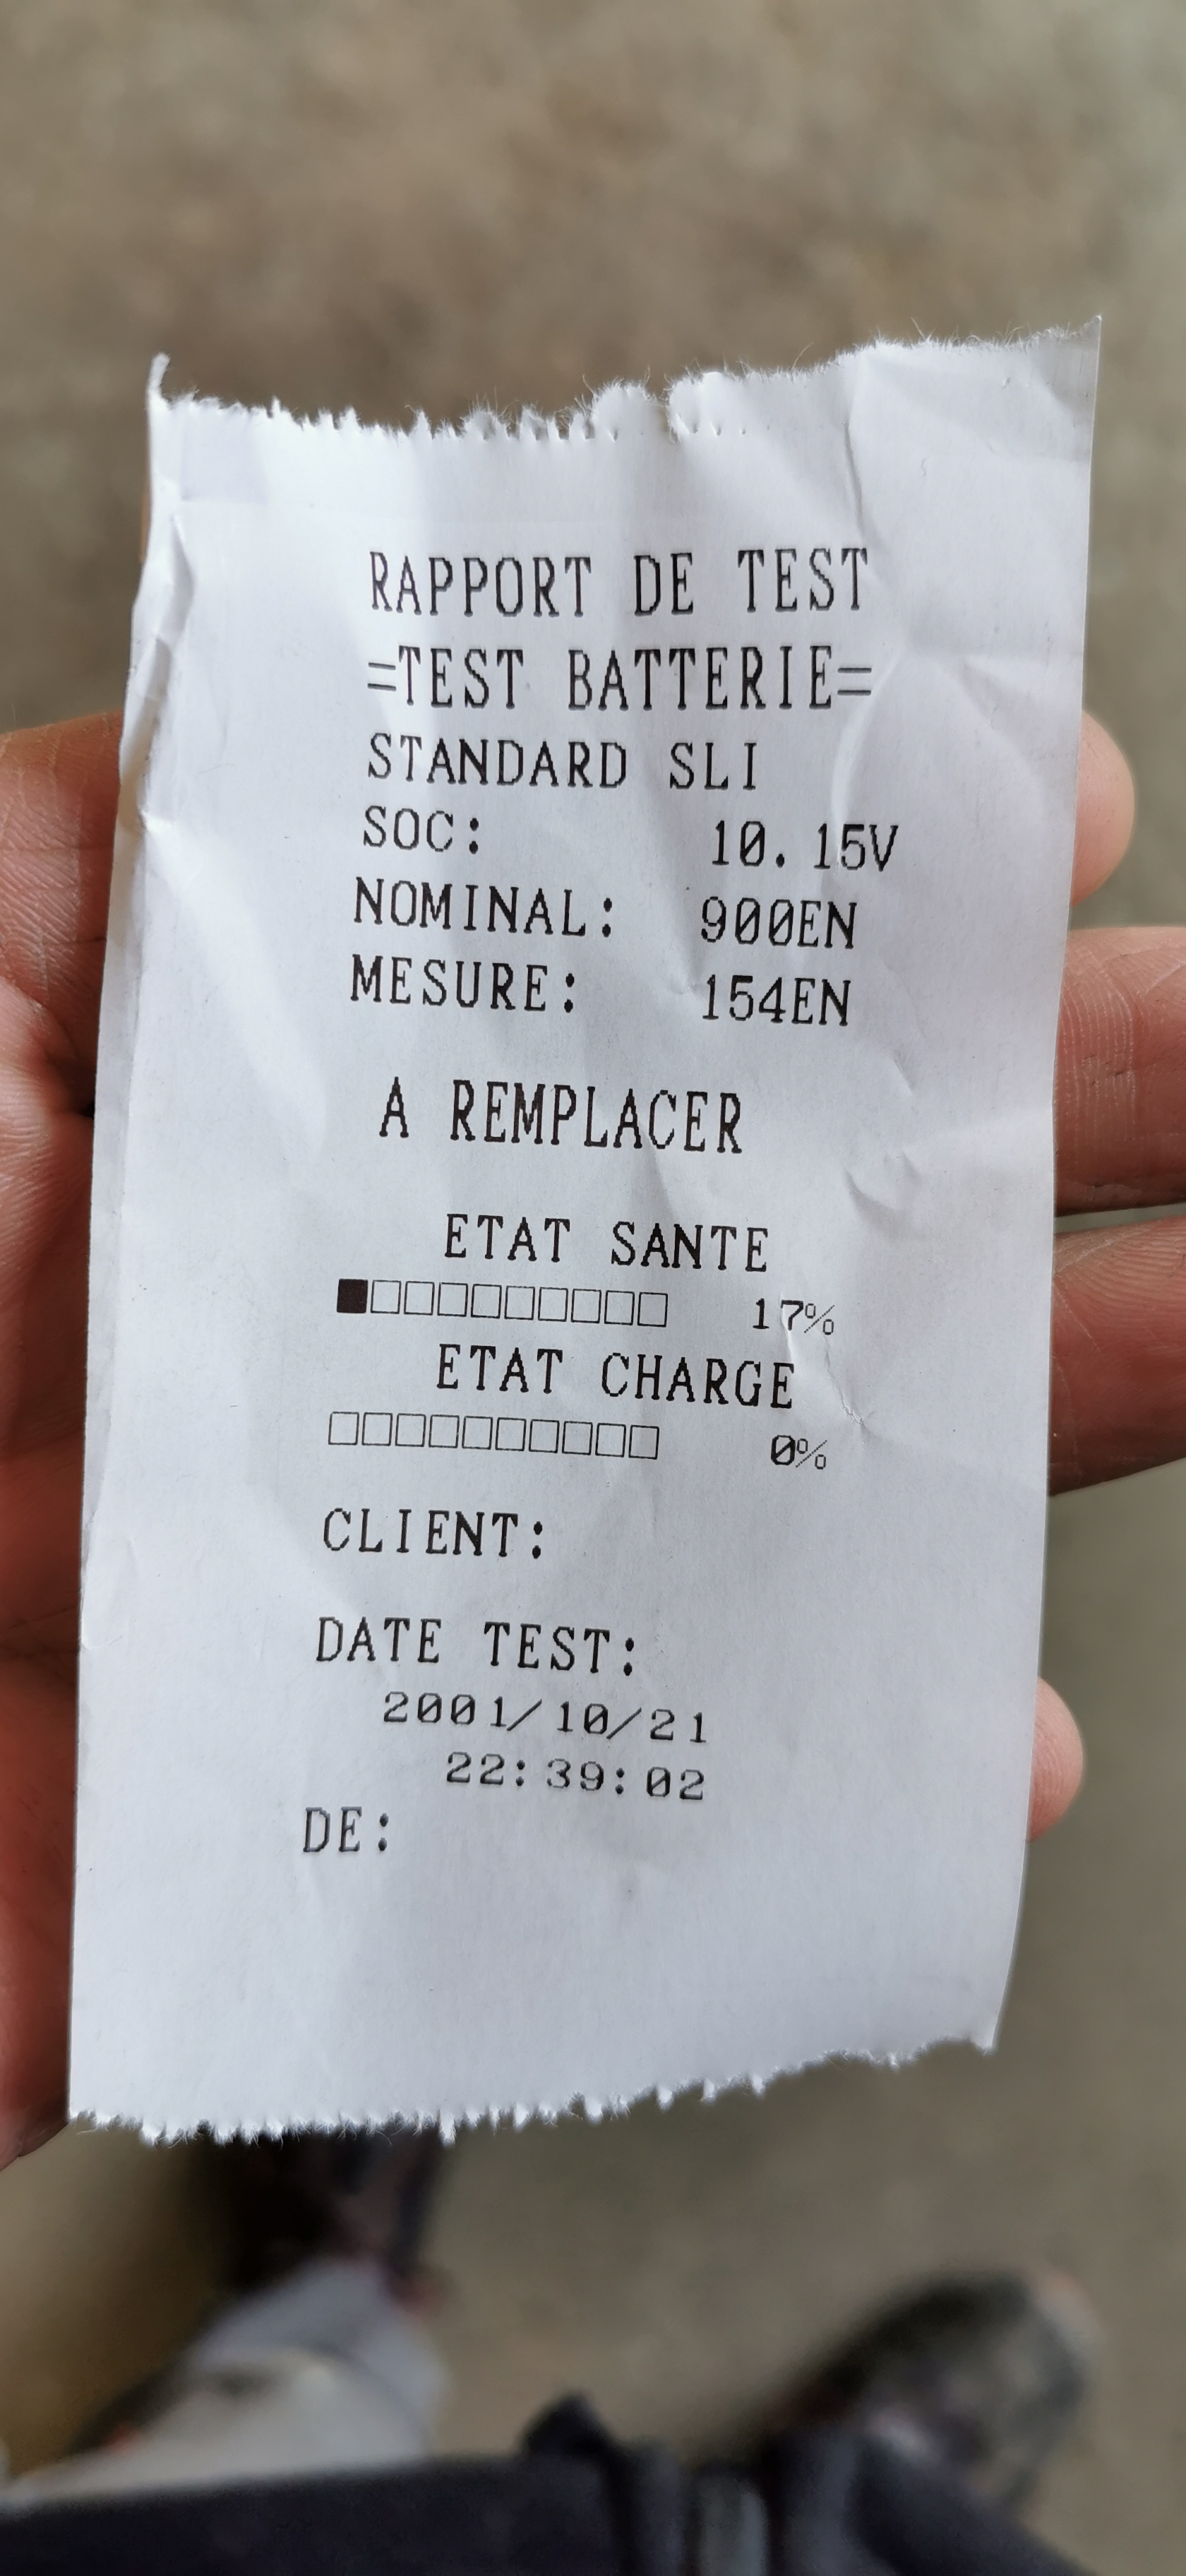 RAPPORT DE TEST
=TEST BATTERIE=
STANDARD SLI
SOC: 10.15V
NOMINAL: 900EN
MESURE: 154EN
A REMPLACER
ETAT SANTE
17%
ETAT CHARGE
0%
CLIENT:
DATE TEST:
2001/10/21
22:39:02
DE: